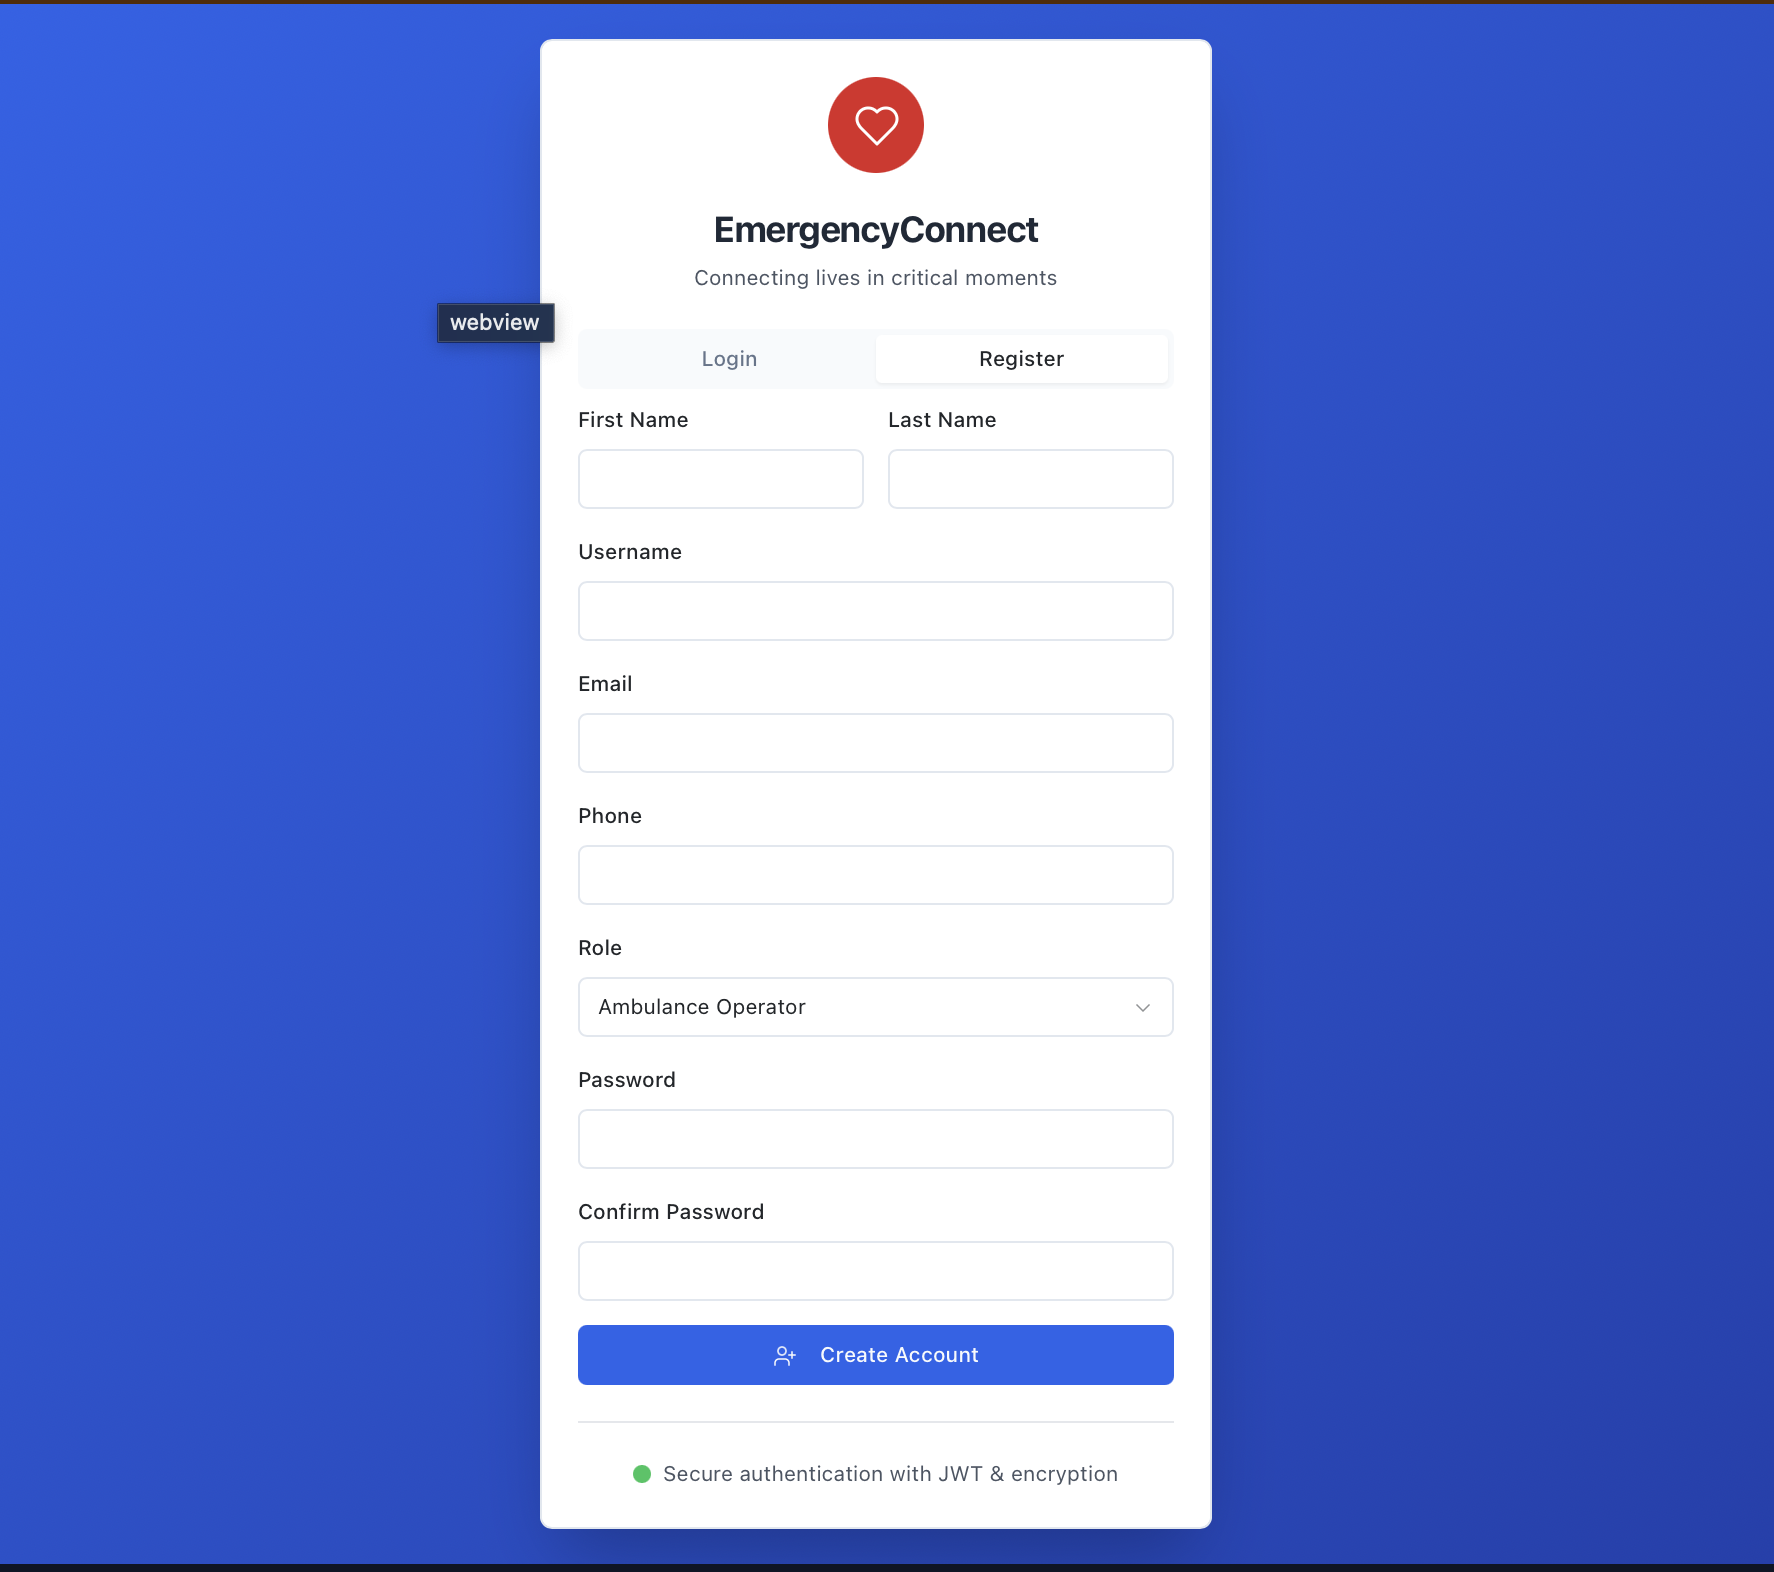 EmergencyConnect
Connecting lives in critical moments
webview
Login Register
First Name Last Name
Username
Email
Phone
Role
Ambulance Operator
Password
Confirm Password
Create Account
Secure authentication with JWT & encryption